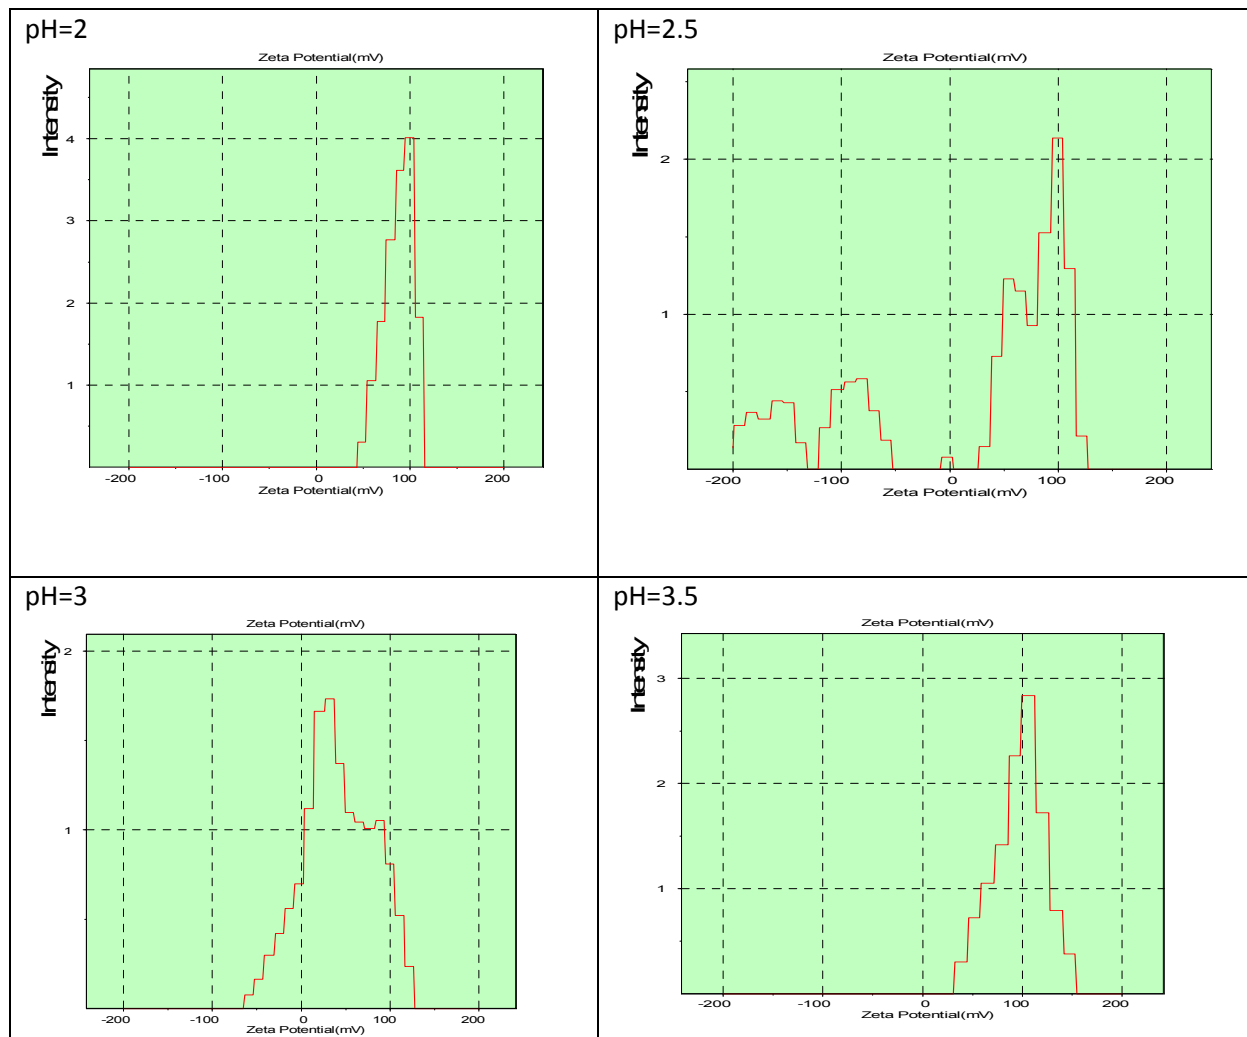 pH=2
Zeta Potential(mV)
Intensity
4
3
2
1
-200 -100 0 100 200
Zeta Potential(mV)
pH=2.5
Zeta Potential(mV)
Intensity
2
1
-200 -100 0 100 200
Zeta Potential(mV)
pH=3
Zeta Potential(mV)
Intensity
2
1
-200 -100 0 100 200
Zeta Potential(mV)
pH=3.5
Zeta Potential(mV)
Intensity
3
2
1
-200 -100 0 100 200
Zeta Potential(mV)